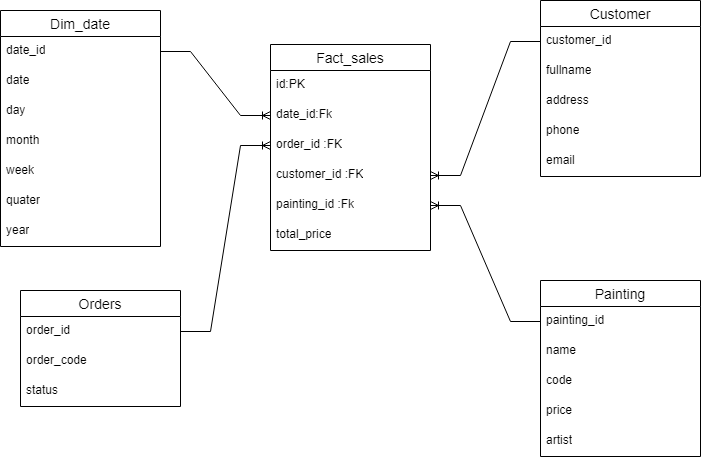 Dim_date
date_id
date
day
month
week
quater
year
Fact_sales
id:PK
date_id:Fk
order_id :FK
customer_id :FK
painting_id :Fk
total_price
Customer
customer_id
fullname
address
phone
email
Orders
order_id
order_code
status
Painting
painting_id
name
code
price
artist